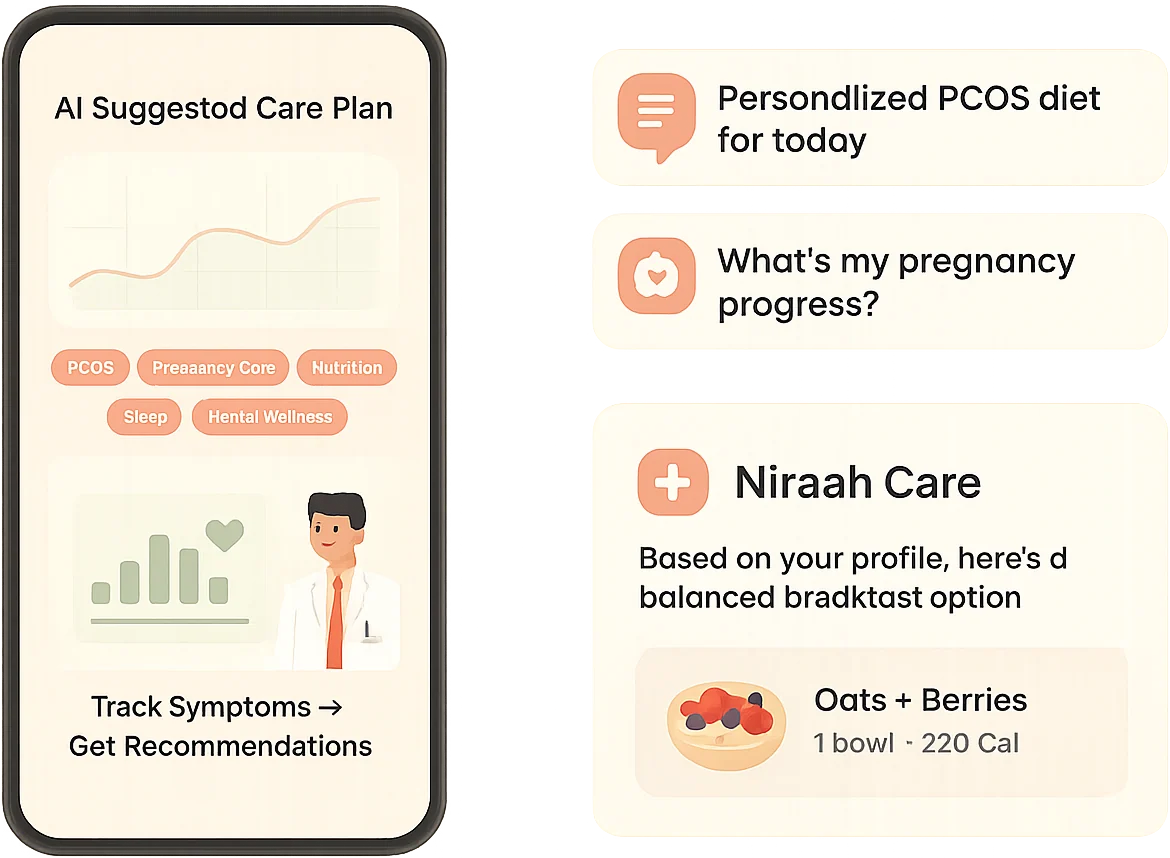 AI Suggestod Care Plan
PCOS
Preaaancy Core
Nutrition
Sleep
Hental Wellness
Track Symptoms →
Get Recommendations
Persondlized PCOS diet
for today
What's my pregnancy
progress?
Niraah Care
Based on your profile, here's d
balanced bradktast option
Oats + Berries
1 bowl - 220 Cal